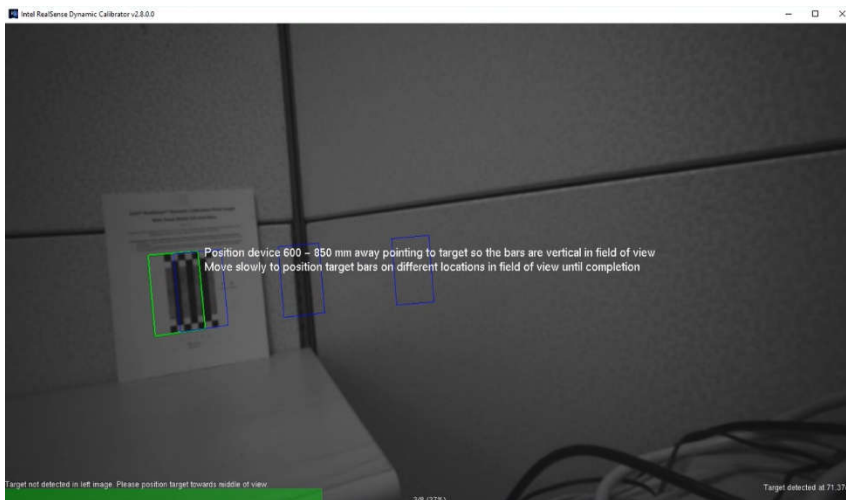 Intel RealSense Dynamic Calibrator v2.8.0.0
Position device 600 – 850 mm away pointing to target so the bars are vertical in field of view
Move slowly to position target bars on different locations in field of view until completion
Target not detected in left image. Please position target towards middle of view.
Target detected at 71.37
3/8 (37%)